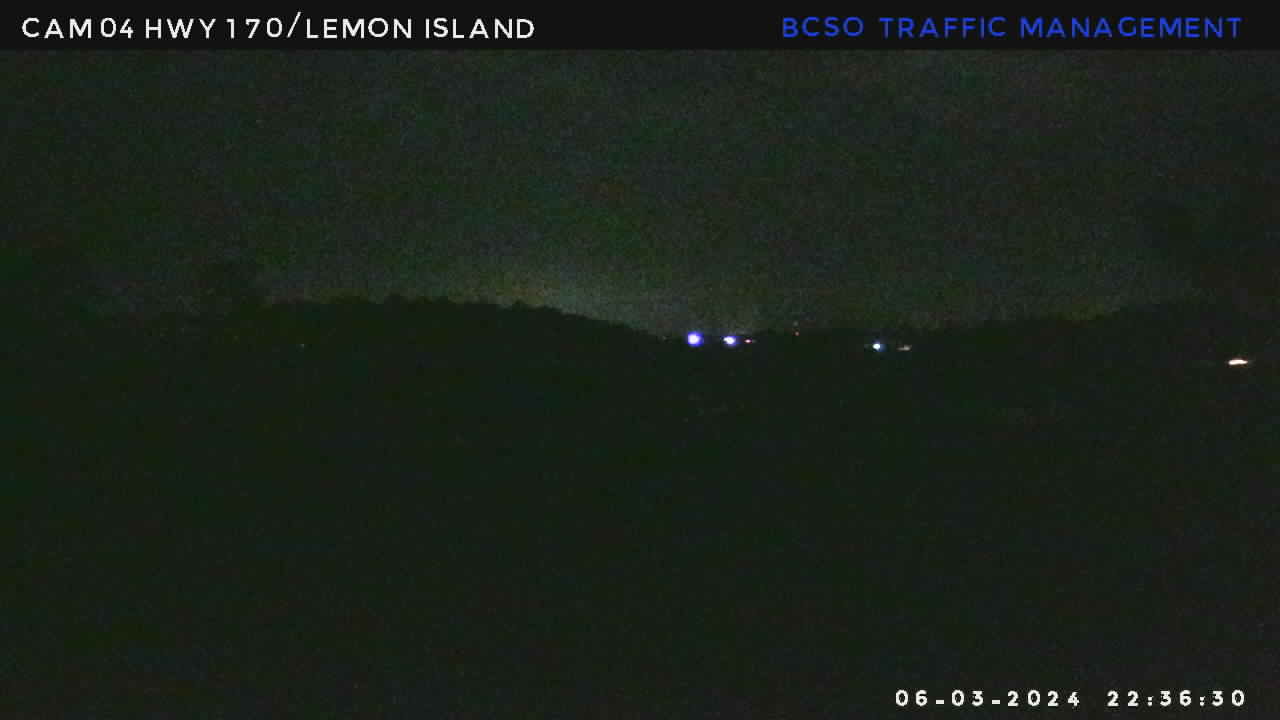 CAM04 HWY 170/LEMON ISLAND
BCSO TRAFFIC MANAGEMENT
06-03-2024 22:36:30